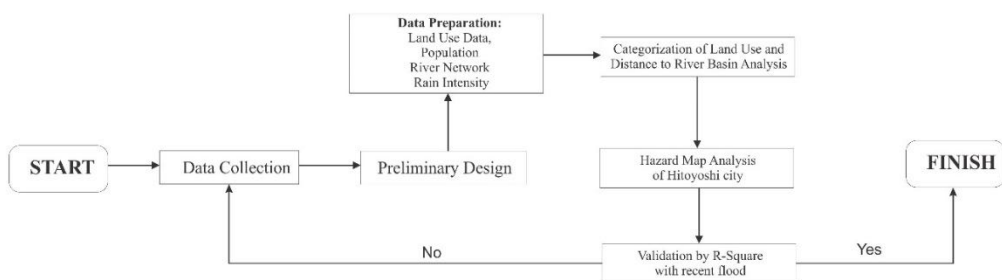 START
Data Collection
Preliminary Design
Data Preparation:
Land Use Data,
Population
River Network
Rain Intensity
Categorization of Land Use and
Distance to River Basin Analysis
Hazard Map Analysis
of Hitoyoshi city
Validation by R-Square
with recent flood
No
Yes
FINISH